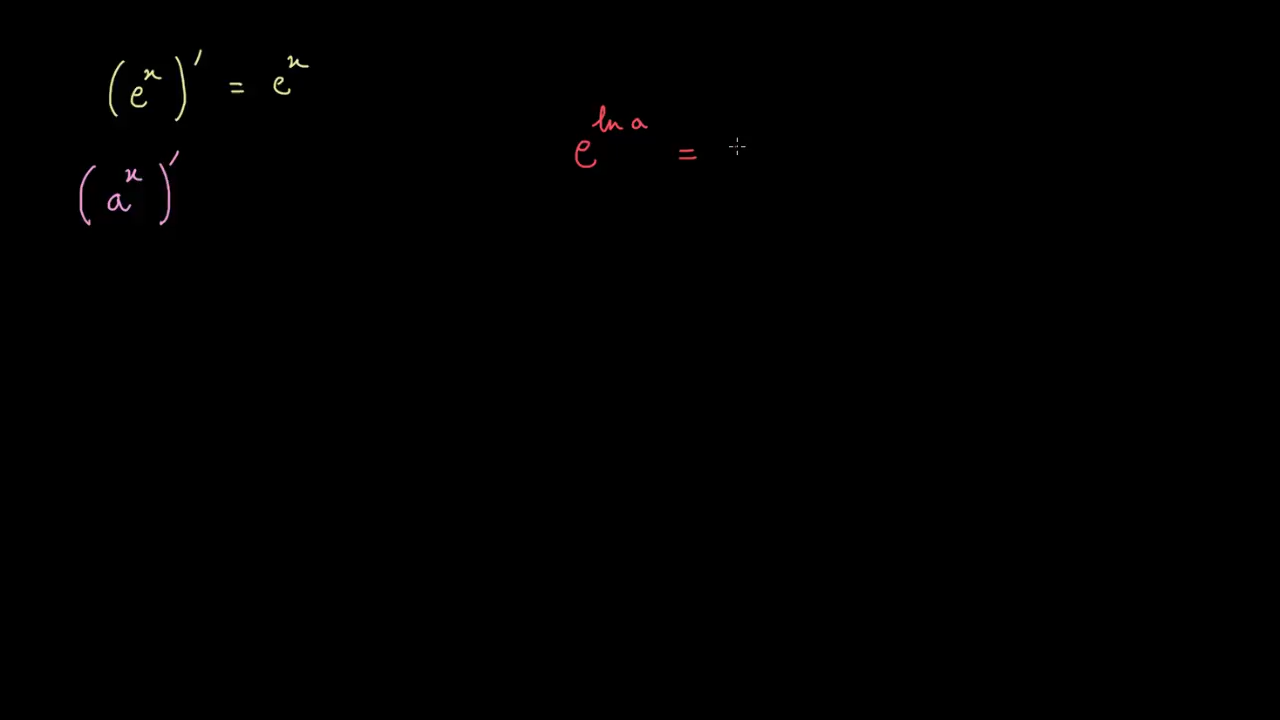 (e^x)' = e^x
e^{ln a} =
(a^x)'